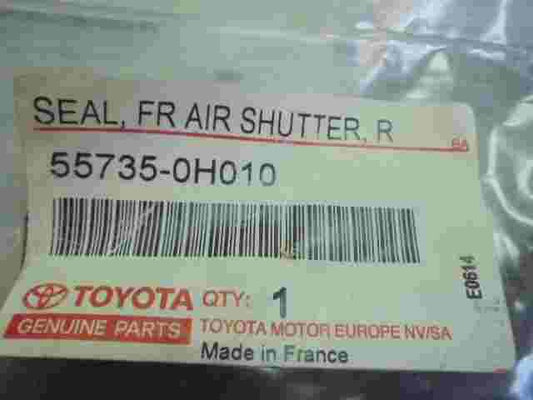 SEAL, FR AIR SHUTTER, R
BA
55735-0H010
E0614
TOYOTA QTY: 1
GENUINE PARTS TOYOTA MOTOR EUROPE NV/SA
Made in France